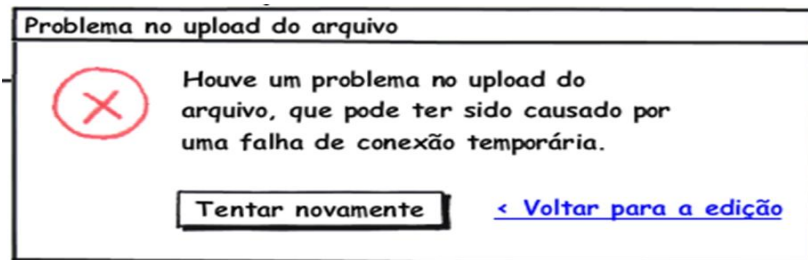 Problema no upload do arquivo
Houve um problema no upload do
arquivo, que pode ter sido causado por
uma falha de conexão temporária.
Tentar novamente < Voltar para a edição